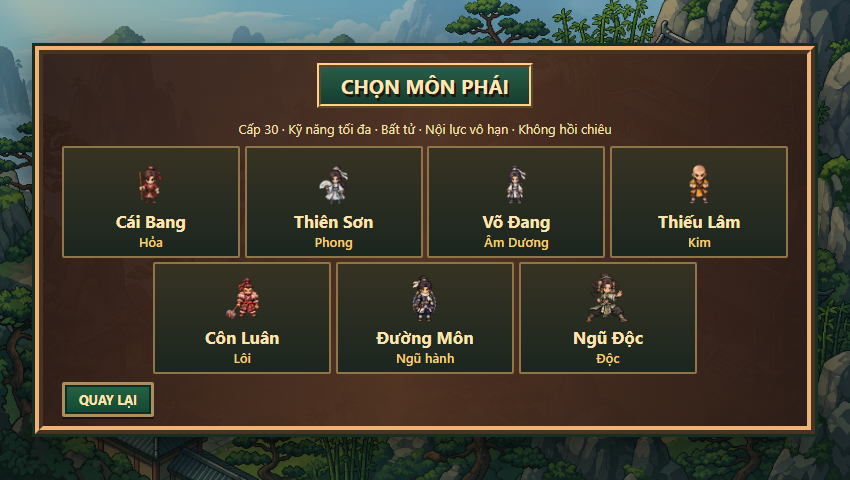 CHỌN MÔN PHÁI
Cấp 30 · Kỹ năng tối đa · Bất tử · Nội lực vô hạn · Không hồi chiêu
Cái Bang
Hỏa
Thiên Sơn
Phong
Võ Đang
Âm Dương
Thiếu Lâm
Kim
Côn Luân
Lôi
Đường Môn
Ngũ hành
Ngũ Độc
Độc
QUAY LẠI